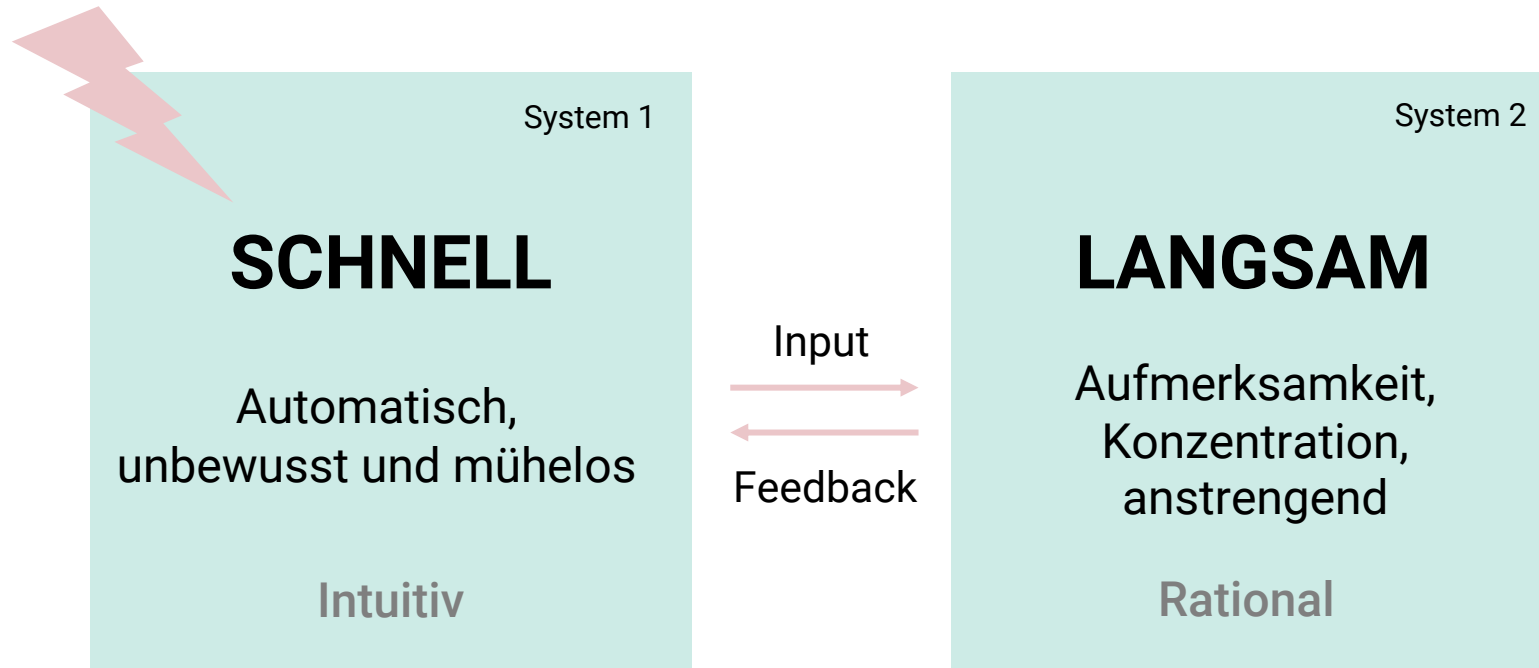 System 1
SCHNELL
Automatisch,
unbewusst und mühelos
Intuitiv
Input
Feedback
System 2
LANGSAM
Aufmerksamkeit,
Konzentration,
anstrengend
Rational